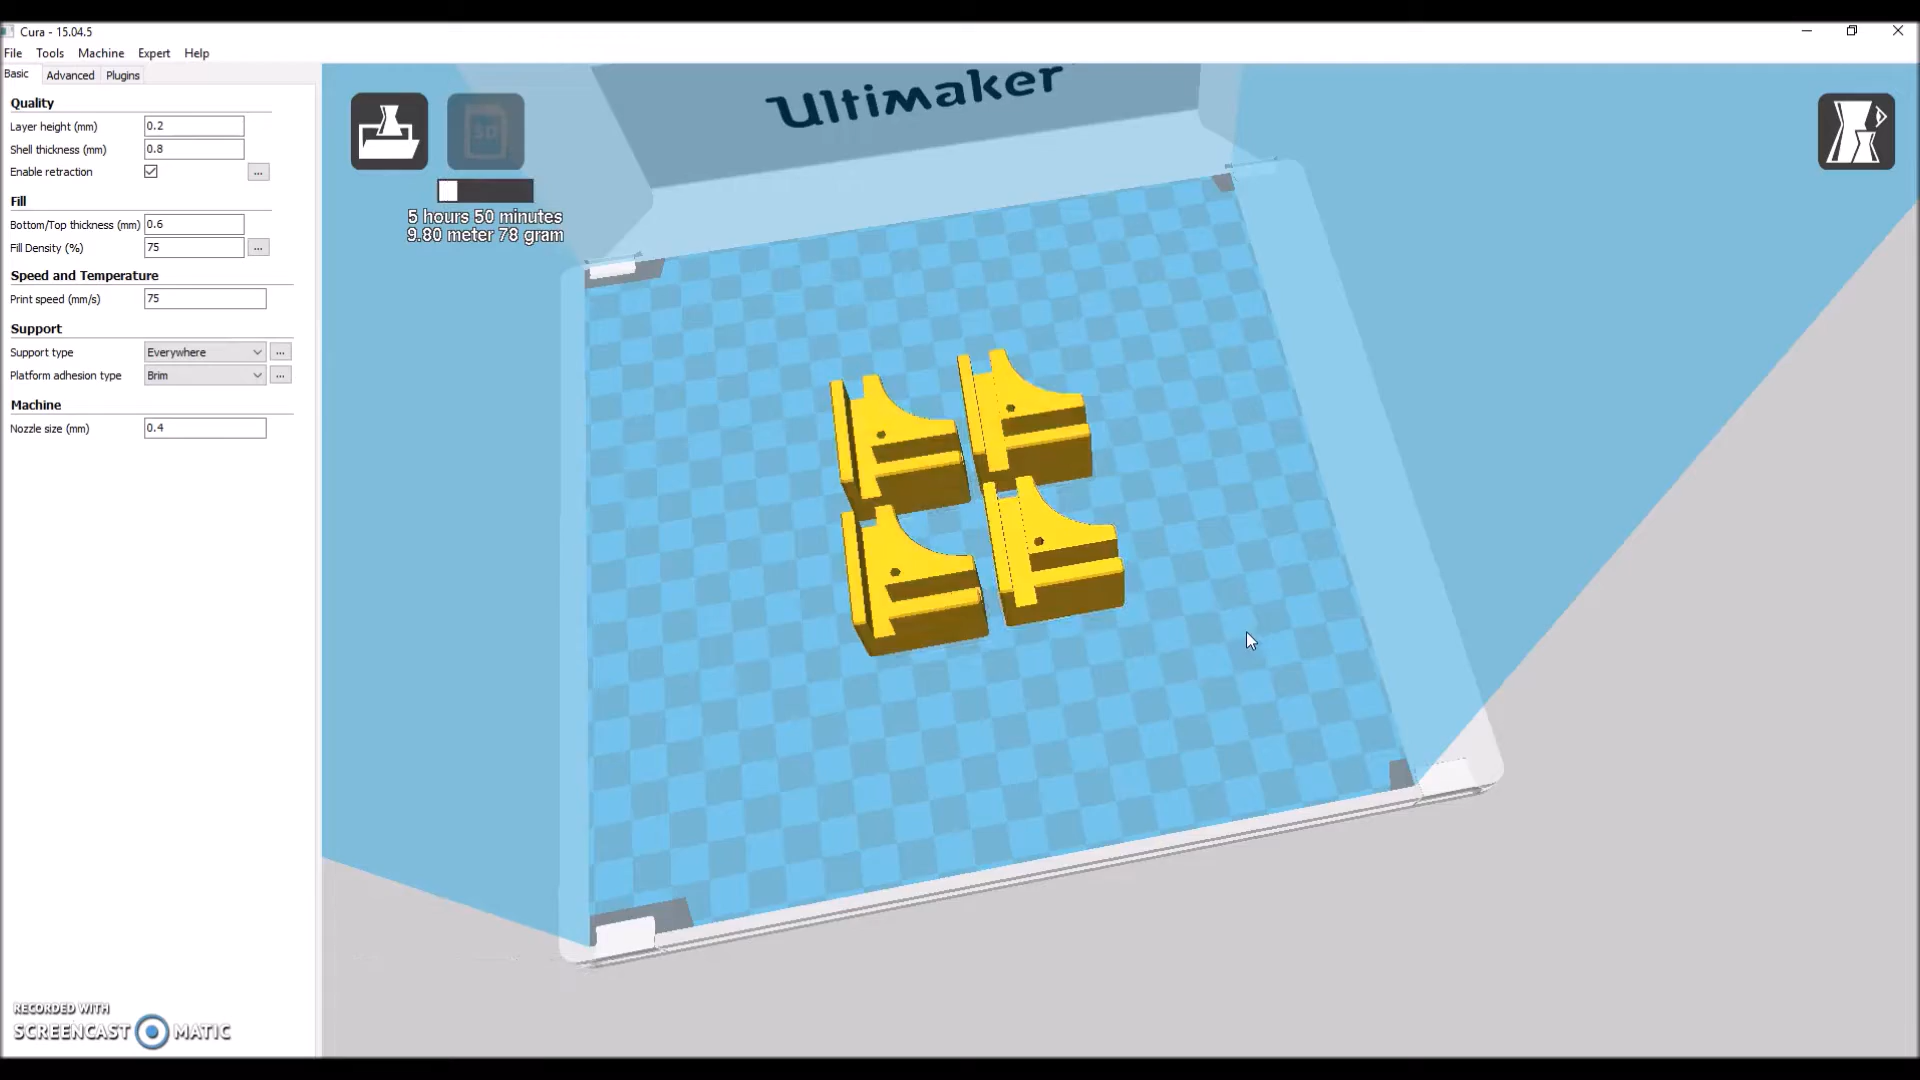 Cura - 15.04.5
File Tools Machine Expert Help
Basic Advanced Plugins
Quality
Layer height (mm) 0.2
Shell thickness (mm) 0.8
Enable retraction ...
Fill
Bottom/Top thickness (mm) 0.6
Fill Density (%) 75 ...
Speed and Temperature
Print speed (mm/s) 75
Support
Support type Everywhere ...
Platform adhesion type Brim ...
Machine
Nozzle size (mm) 0.4
Ultimaker
SD
5 hours 50 minutes
9.80 meter 78 gram
RECORDED WITH
SCREENCAST MATIC